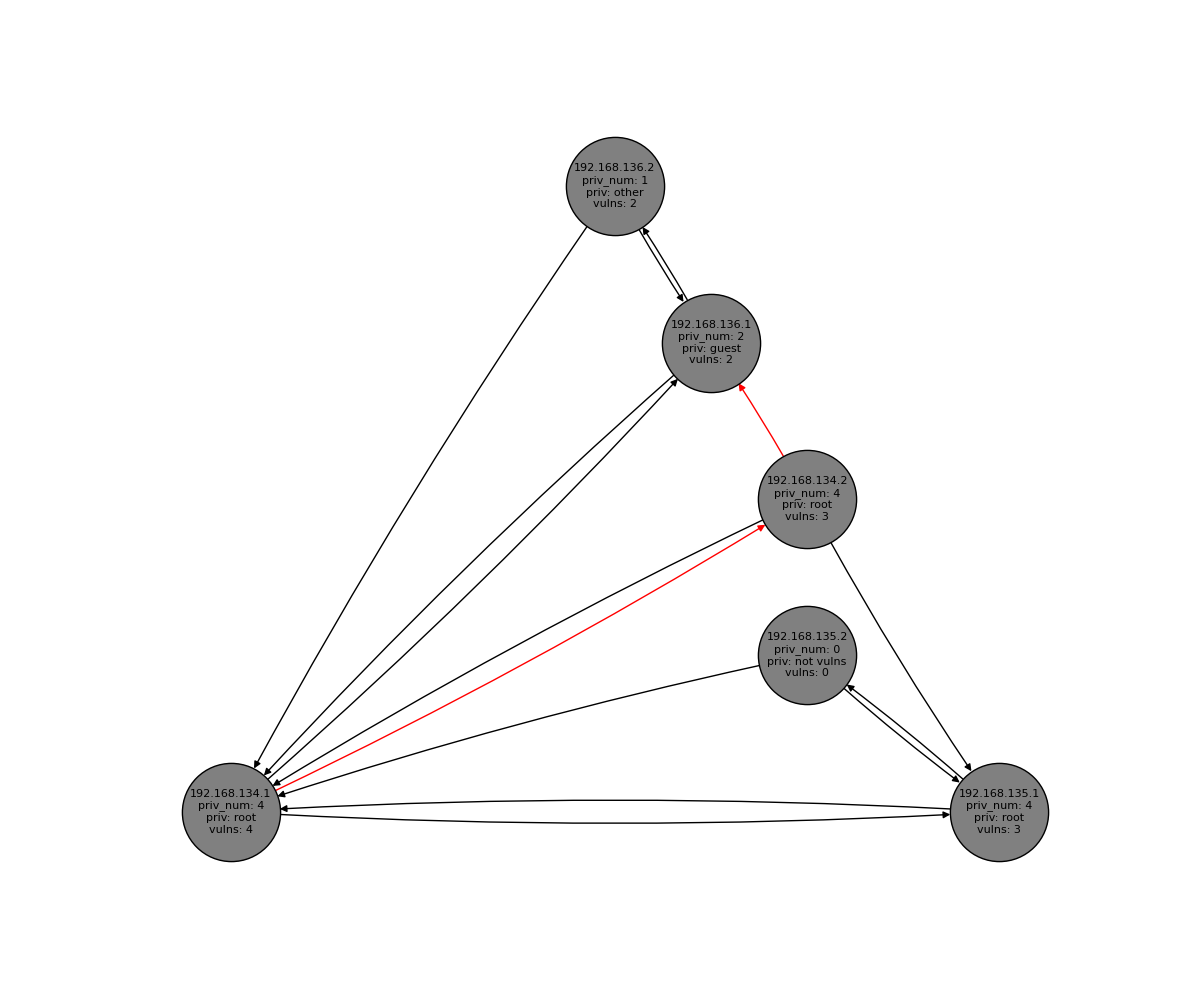 192.168.136.2
priv_num: 1
priv: other
vulns: 2
192.168.136.1
priv_num: 2
priv: guest
vulns: 2
192.168.134.2
priv_num: 4
priv: root
vulns: 3
192.168.135.2
priv_num: 0
priv: not vulns
vulns: 0
192.168.134.1
priv_num: 4
priv: root
vulns: 4
192.168.135.1
priv_num: 4
priv: root
vulns: 3